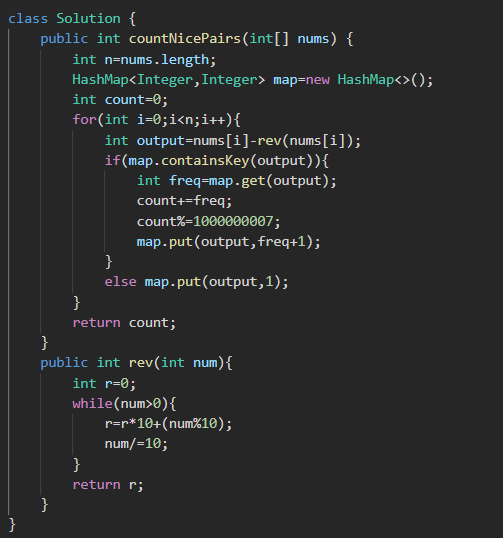 class Solution {
    public int countNicePairs(int[] nums) {
        int n=nums.length;
        HashMap<Integer,Integer> map=new HashMap<>();
        int count=0;
        for(int i=0;i<n;i++){
            int output=nums[i]-rev(nums[i]);
            if(map.containsKey(output)){
                int freq=map.get(output);
                count+=freq;
                count%=1000000007;
                map.put(output,freq+1);
            }
            else map.put(output,1);
        }
        return count;
    }
    public int rev(int num){
        int r=0;
        while(num>0){
            r=r*10+(num%10);
            num/=10;
        }
        return r;
    }
}